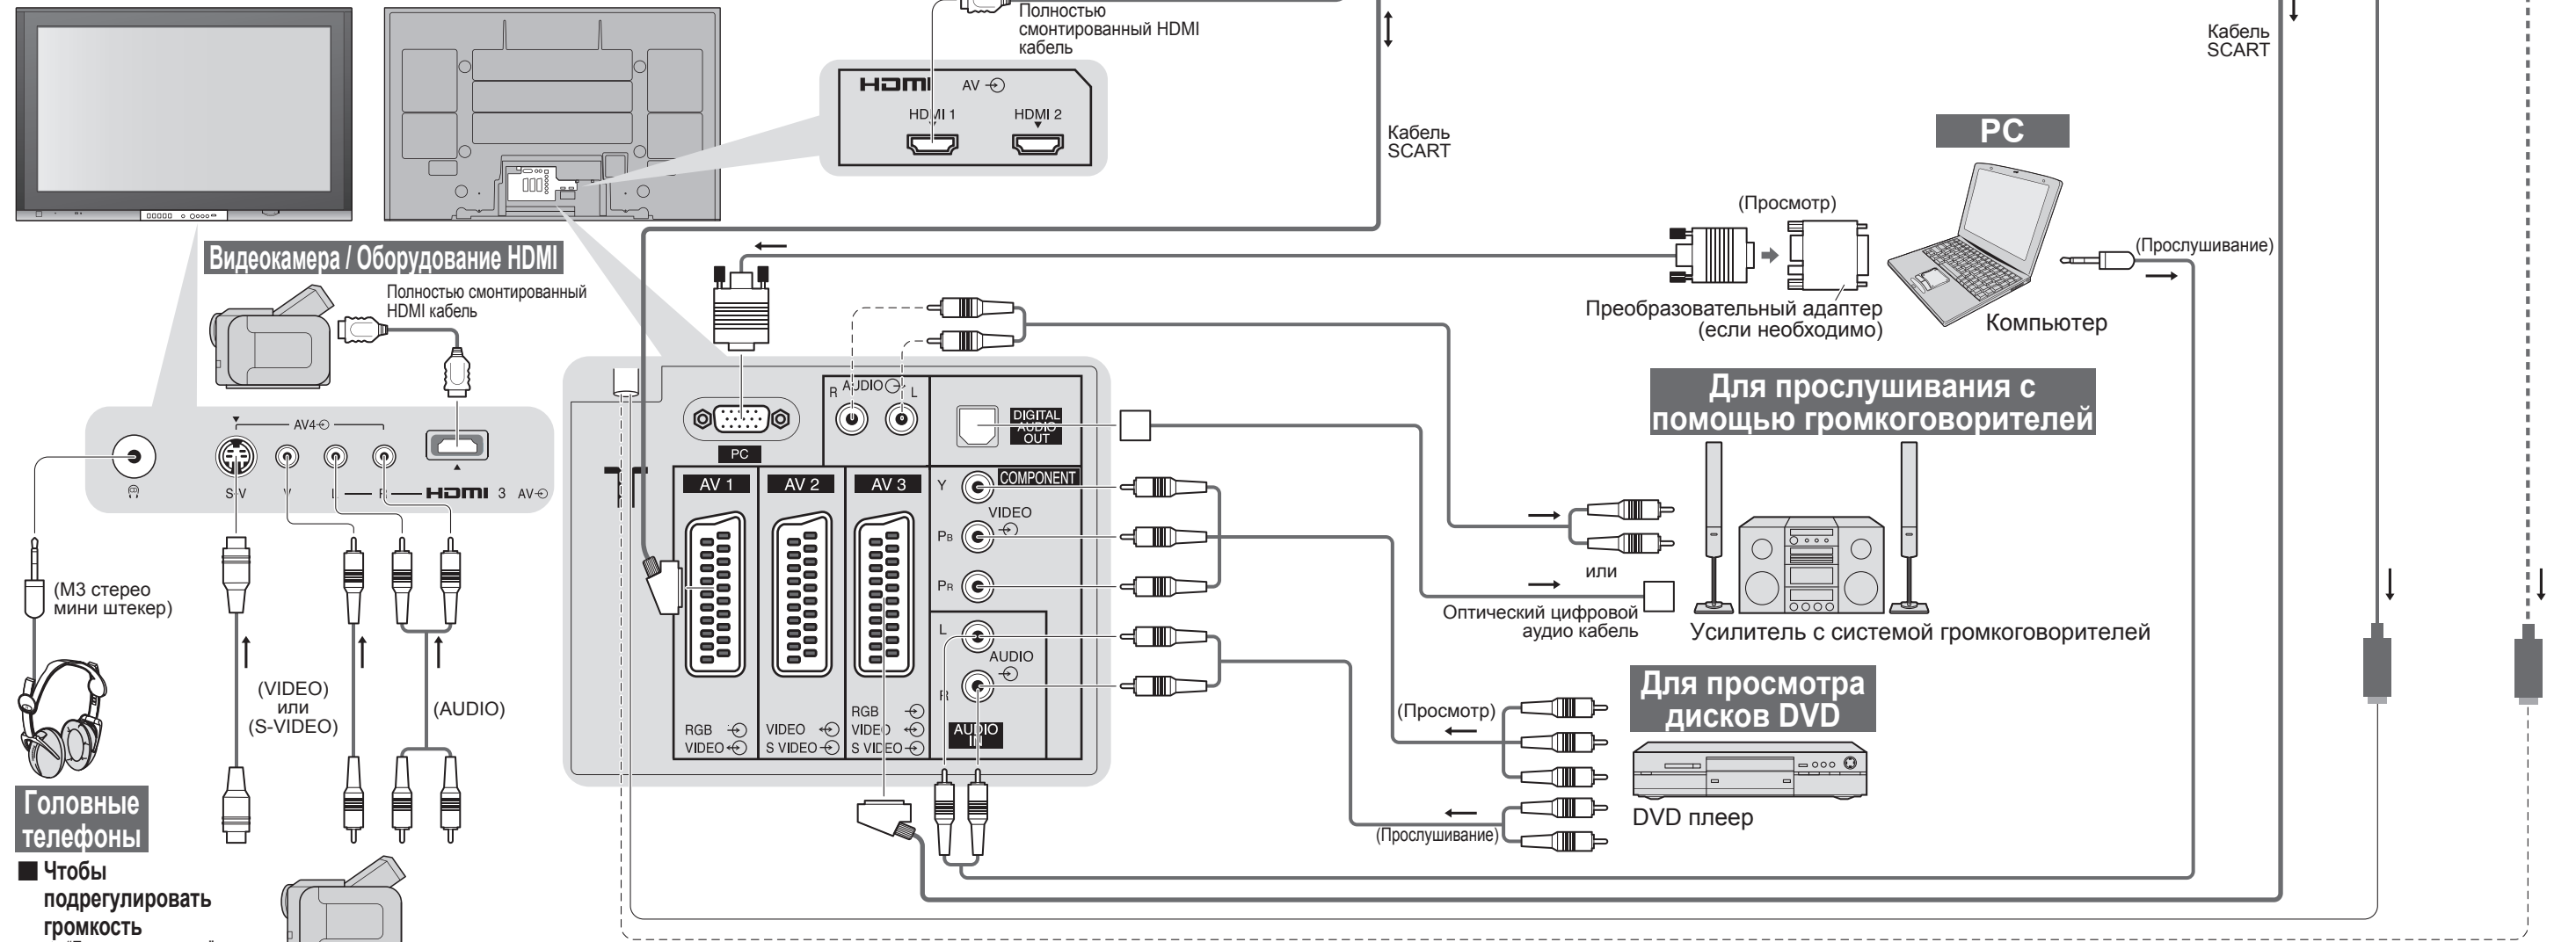 Полностью
смонтированный HDMI
кабель
HDMI AV
HDMI 1 HDMI 2
Кабель
SCART
Кабель
SCART
PC
(Просмотр)
(Прослушивание)
Преобразовательный адаптер
(если необходимо)
Компьютер
Видеокамера / Оборудование HDMI
Полностью смонтированный
HDMI кабель
AV4
S-V V L R HDMI 3 AV
(М3 стерео
мини штекер)
(VIDEO)
или
(S-VIDEO)
(AUDIO)
Головные
телефоны
Чтобы
подрегулировать
громкость
R AUDIO L
DIGITAL
AUDIO
OUT
PC
AV 1 AV 2 AV 3
COMPONENT
Y
VIDEO
PB
PR
L
AUDIO
R
AUDIO
IN
RGB
VIDEO
VIDEO
S VIDEO
RGB
VIDEO
S VIDEO
Для прослушивания с
помощью громкоговорителей
или
Оптический цифровой
аудио кабель
Усилитель с системой громкоговорителей
Для просмотра
дисков DVD
(Просмотр)
(Прослушивание)
DVD плеер